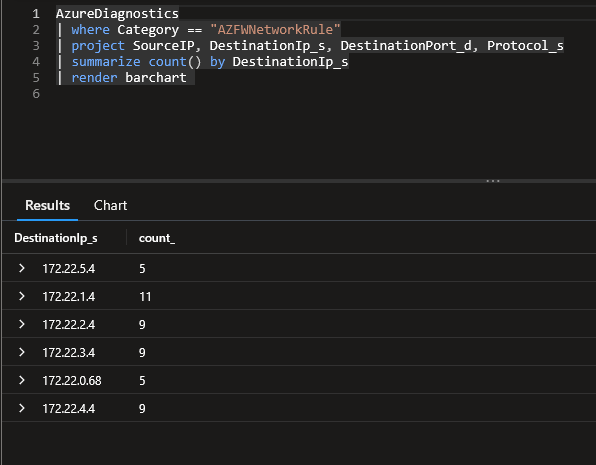 1 AzureDiagnostics
2 | where Category == "AZFWNetworkRule"
3 | project SourceIP, DestinationIp_s, DestinationPort_d, Protocol_s
4 | summarize count() by DestinationIp_s
5 | render barchart
6
Results Chart
DestinationIp_s count_
172.22.5.4 5
172.22.1.4 11
172.22.2.4 9
172.22.3.4 9
172.22.0.68 5
172.22.4.4 9